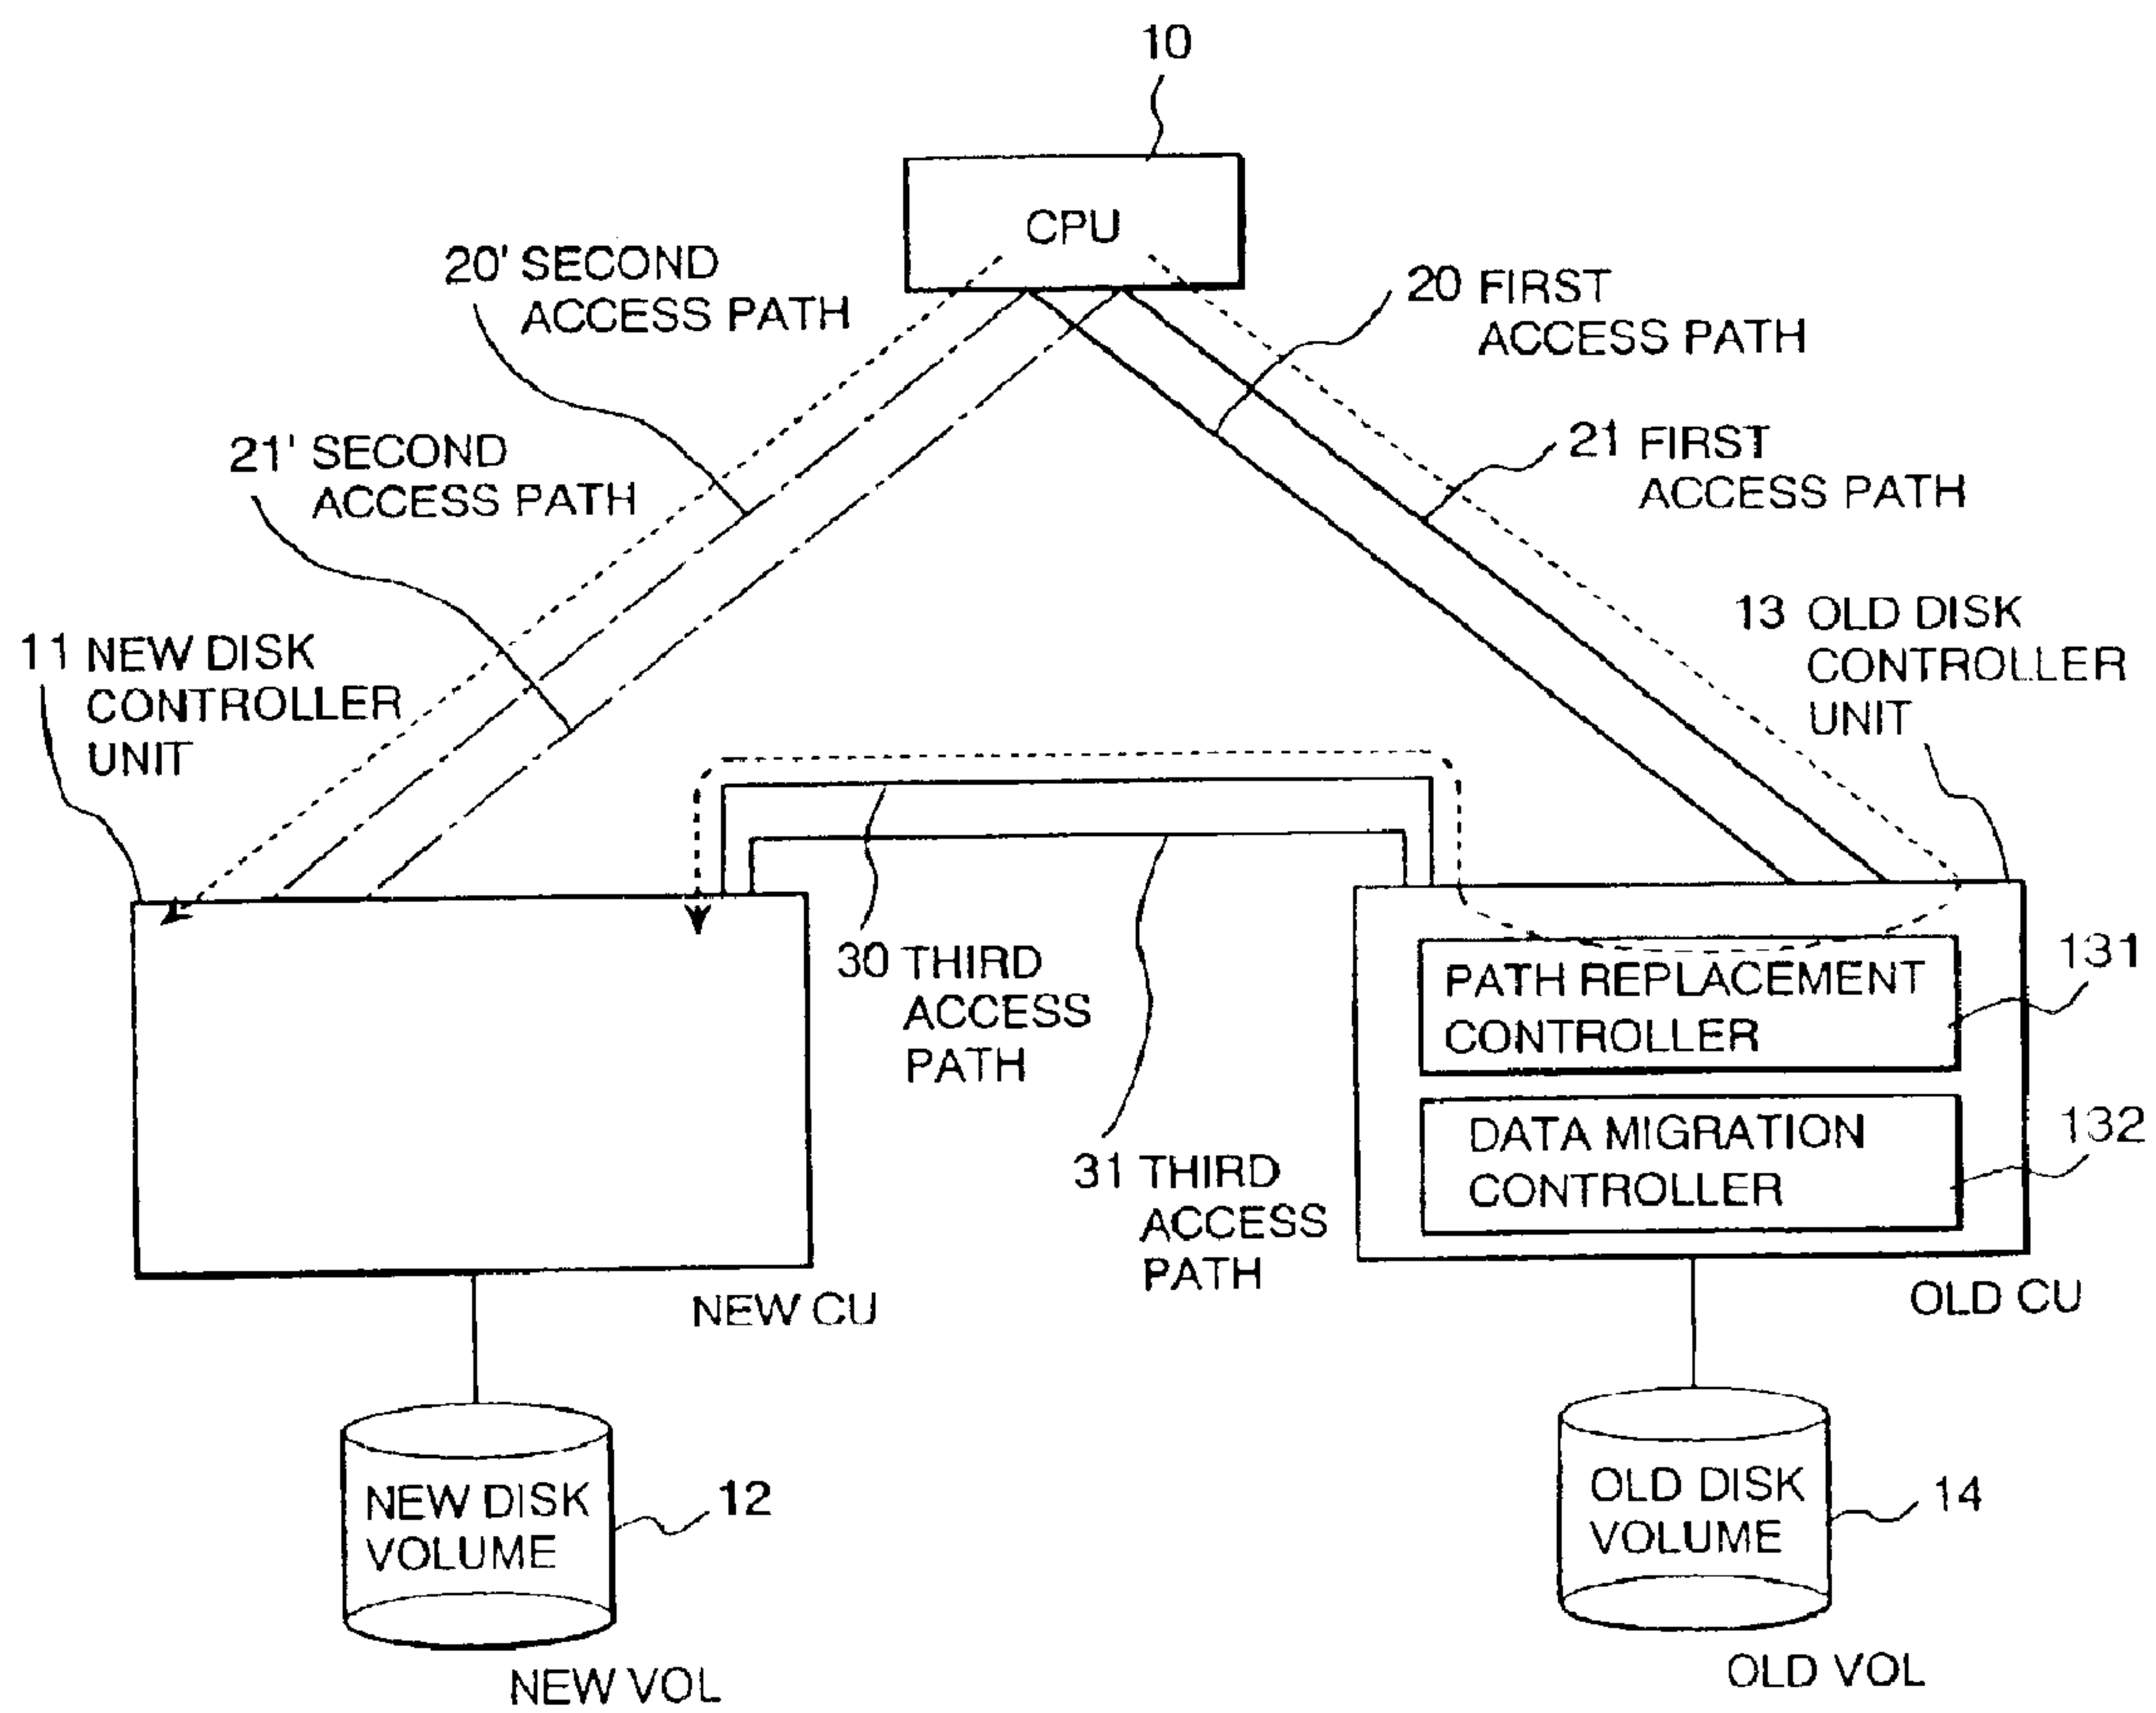 10
CPU
20' SECOND
ACCESS PATH
20 FIRST
ACCESS PATH
21' SECOND
ACCESS PATH
21 FIRST
ACCESS PATH
11 NEW DISK
CONTROLLER
UNIT
13 OLD DISK
CONTROLLER
UNIT
30 THIRD
ACCESS
PATH
PATH REPLACEMENT
CONTROLLER
131
31 THIRD
ACCESS
PATH
DATA MIGRATION
CONTROLLER
132
NEW CU
OLD CU
NEW DISK
VOLUME
12
OLD DISK
VOLUME
14
NEW VOL
OLD VOL